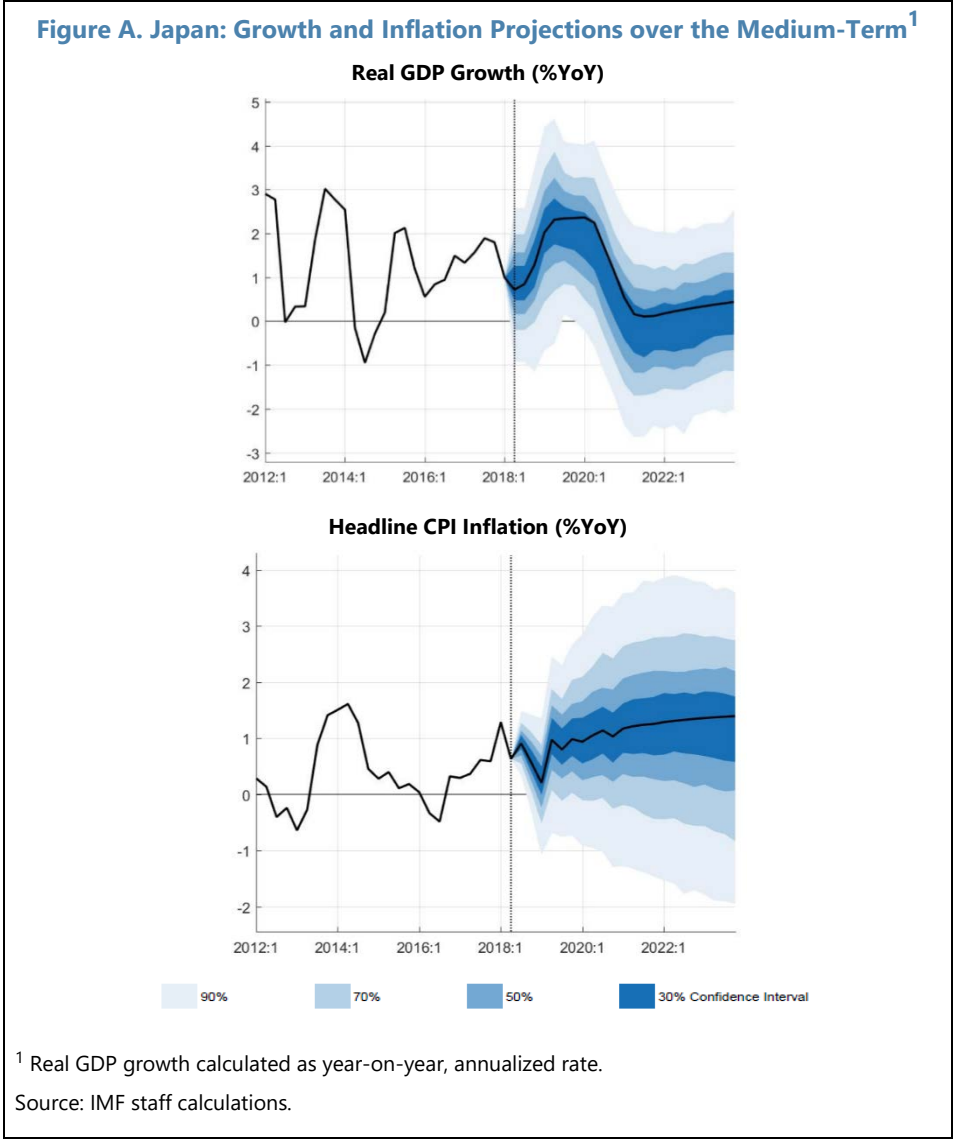 Figure A. Japan: Growth and Inflation Projections over the Medium-Term1
Real GDP Growth (%YoY)
5
4
3
2
1
0
-1
-2
-3
2012:1 2014:1 2016:1 2018:1 2020:1 2022:1
Headline CPI Inflation (%YoY)
4
3
2
1
0
-1
-2
2012:1 2014:1 2016:1 2018:1 2020:1 2022:1
90% 70% 50% 30% Confidence Interval
1 Real GDP growth calculated as year-on-year, annualized rate.
Source: IMF staff calculations.